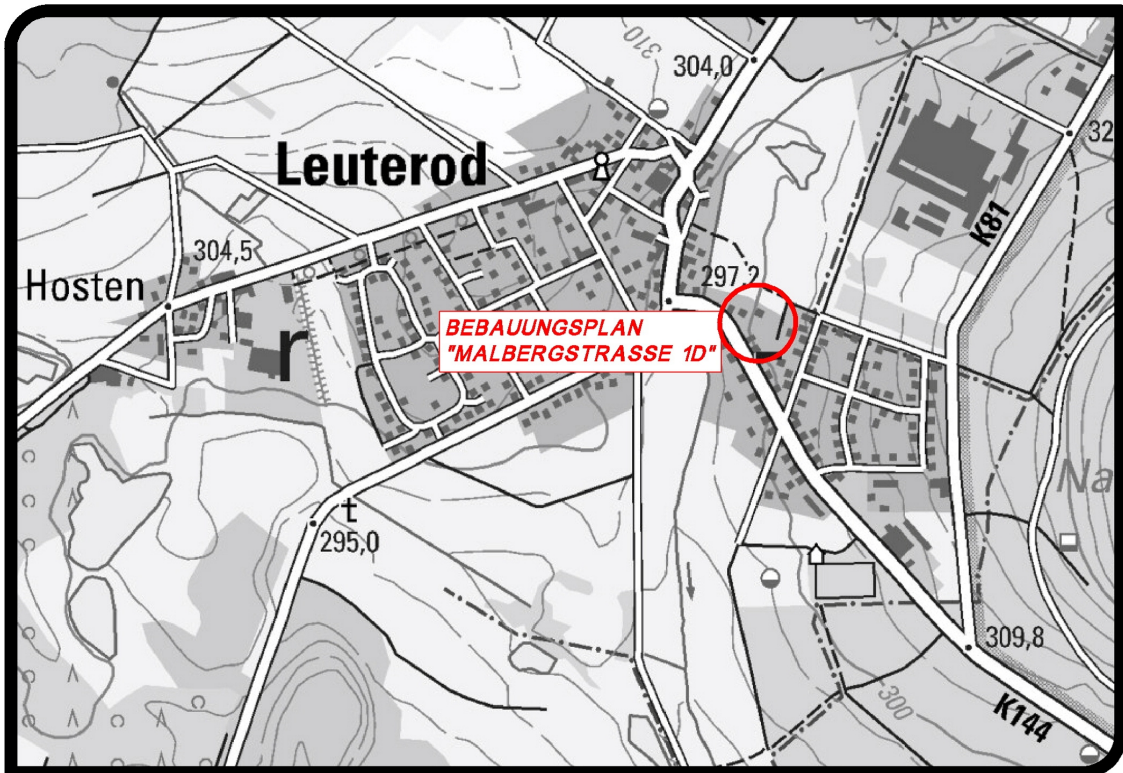 310
304,0
32
Leuterod
K81
304,5
Hosten
297,2
BEBAUUNGSPLAN
"MALBERGSTRASSE 1D"
r
Na
t
295,0
309,8
300
K144